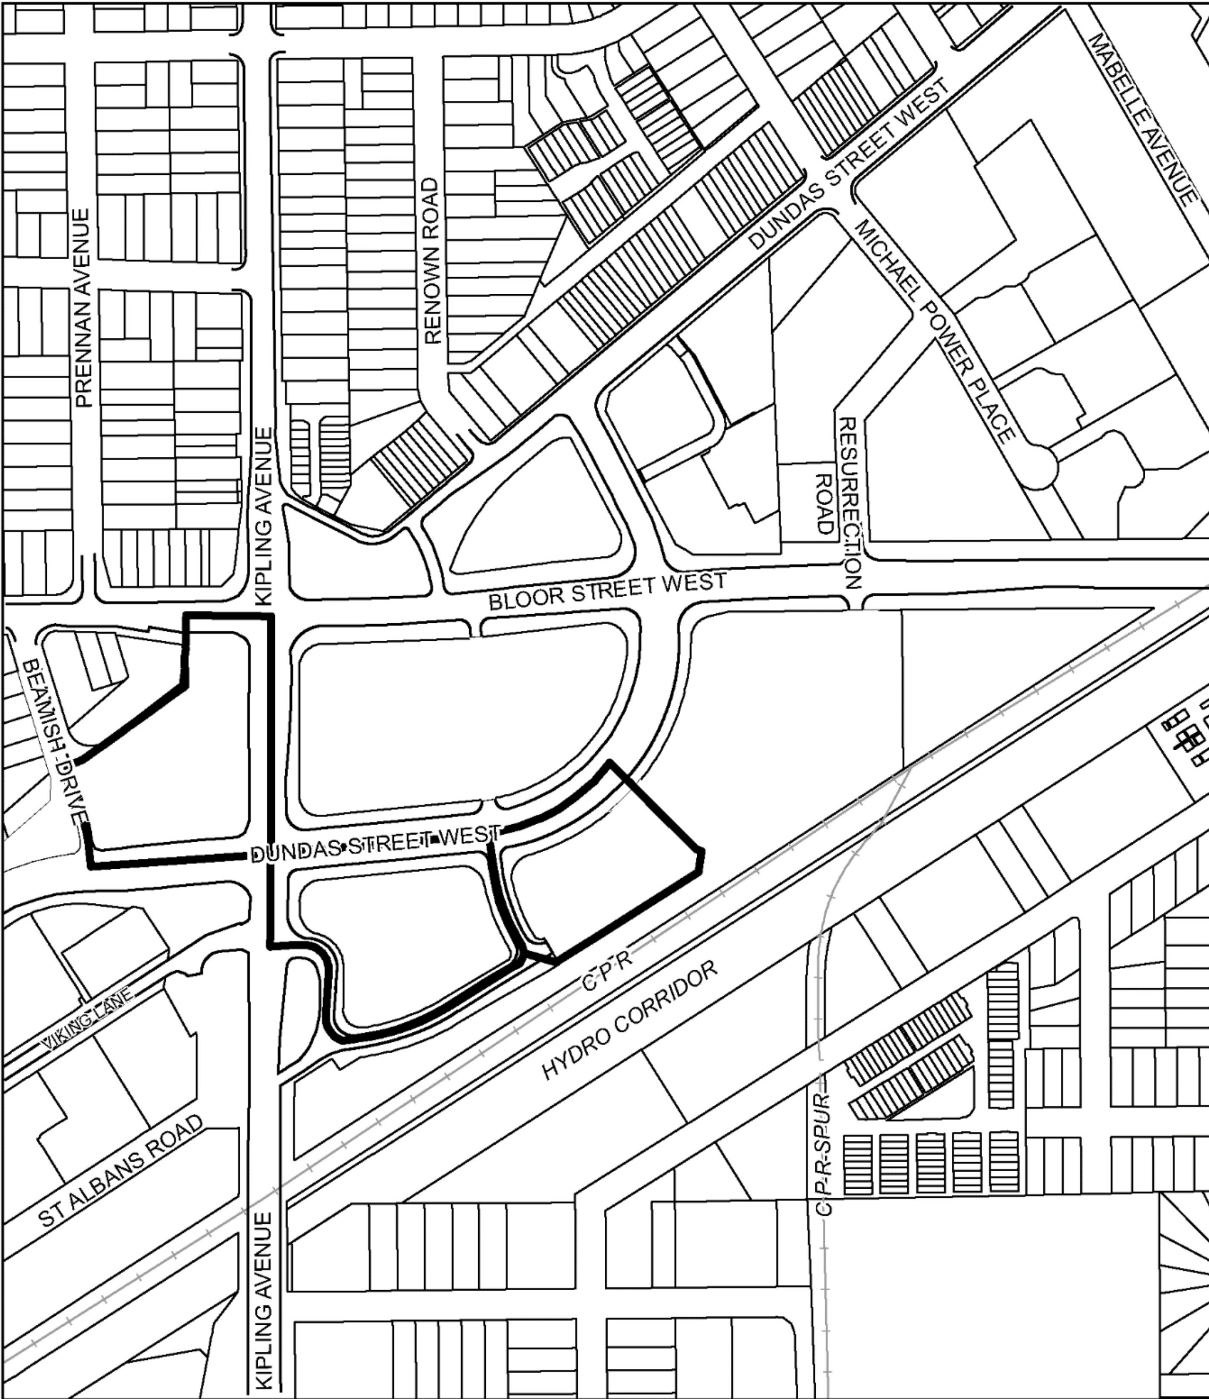 MABELLE AVENUE
DUNDAS STREET WEST
PRENNAN AVENUE
RENOWN ROAD
MICHAEL POWER PLACE
KIPLING AVENUE
RESURRECTION
ROAD
BLOOR STREET WEST
BEAMISH DRIVE
DUNDAS STREET WEST
C P R
HYDRO CORRIDOR
VIKING LANE
ST ALBANS ROAD
C P R SPUR
KIPLING AVENUE